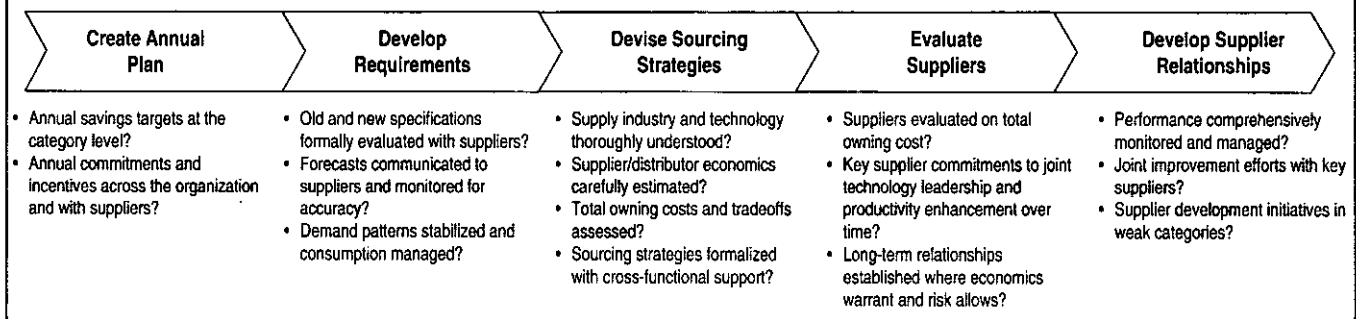 Create Annual
Plan
Develop
Requirements
Devise Sourcing
Strategies
Evaluate
Suppliers
Develop Supplier
Relationships
• Annual savings targets at the
category level?
• Annual commitments and
incentives across the organization
and with suppliers?
• Old and new specifications
formally evaluated with suppliers?
• Forecasts communicated to
suppliers and monitored for
accuracy?
• Demand patterns stabilized and
consumption managed?
• Supply industry and technology
thoroughly understood?
• Supplier/distributor economics
carefully estimated?
• Total owning costs and tradeoffs
assessed?
• Sourcing strategies formalized
with cross-functional support?
• Suppliers evaluated on total
owning cost?
• Key supplier commitments to joint
technology leadership and
productivity enhancement over
time?
• Long-term relationships
established where economics
warrant and risk allows?
• Performance comprehensively
monitored and managed?
• Joint improvement efforts with key
suppliers?
• Supplier development initiatives in
weak categories?